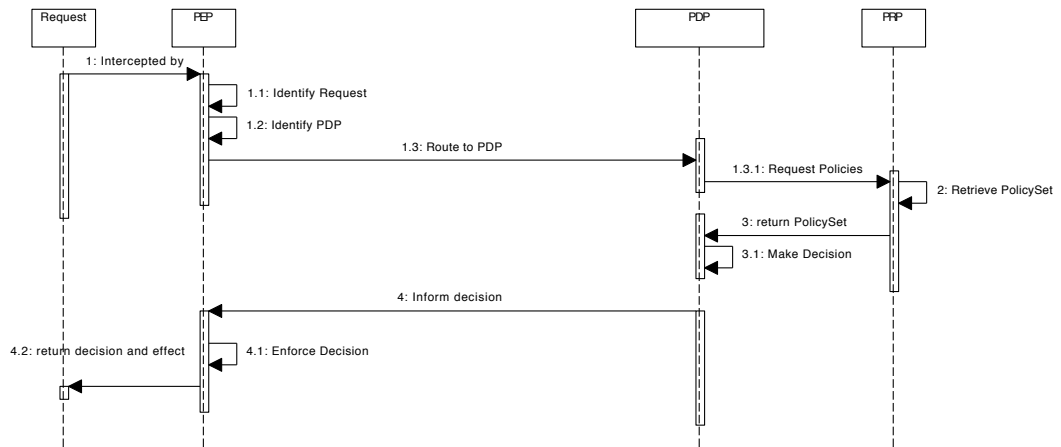 Request
PEP
PDP
PRP
1: Intercepted by
1.1: Identify Request
1.2: Identify PDP
1.3: Route to PDP
1.3.1: Request Policies
2: Retrieve PolicySet
3: return PolicySet
3.1: Make Decision
4: Inform decision
4.1: Enforce Decision
4.2: return decision and effect